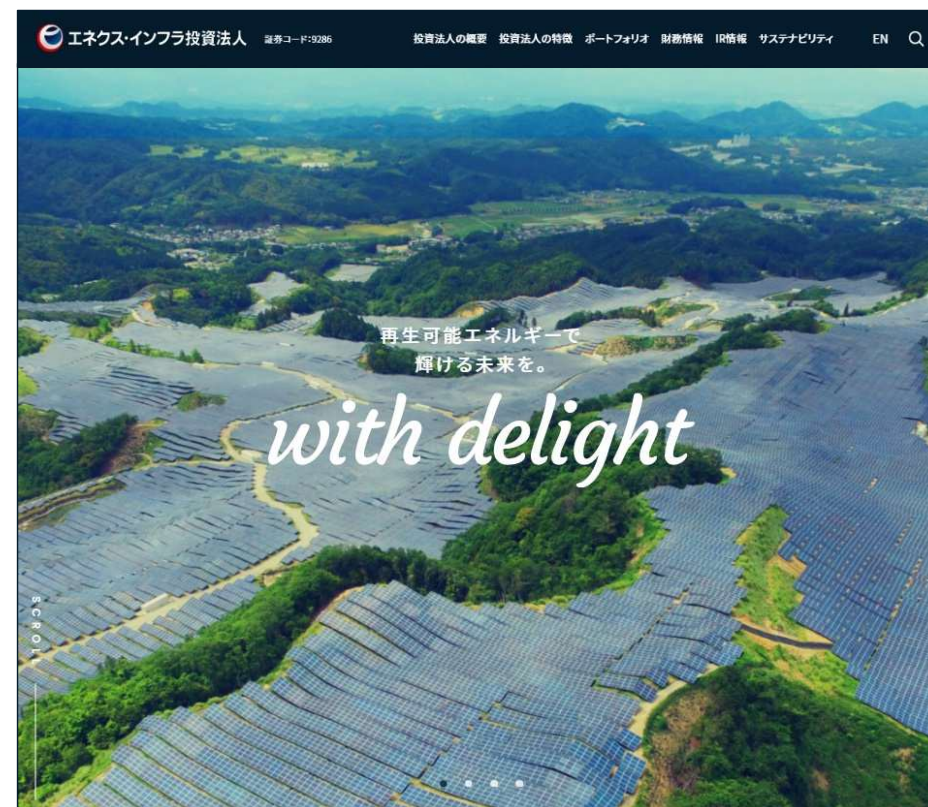 エネクス・インフラ投資法人 証券コード:9286 投資法人の概要 投資法人の特徴 ポートフォリオ 財務情報 IR情報 サステナビリティ EN
再生可能エネルギーで
輝ける未来を。
with delight
SCROLL